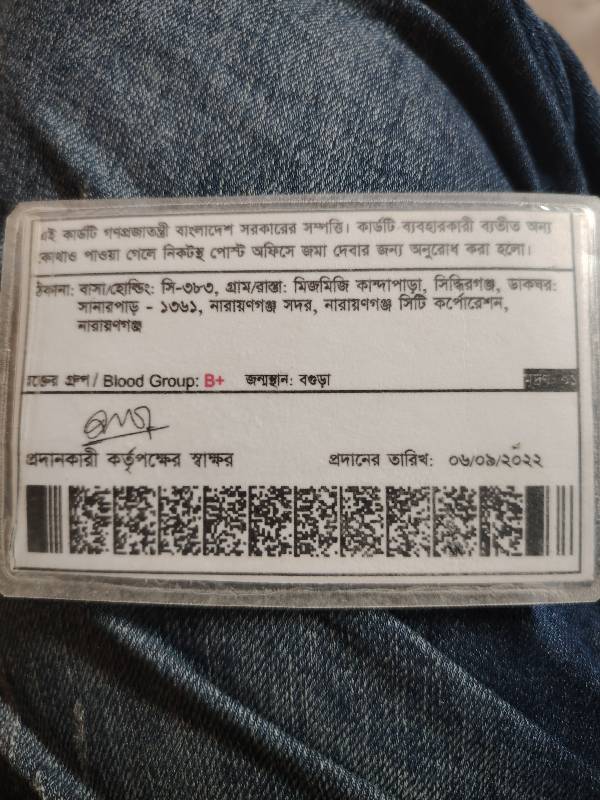 এই কার্ডটি গণপ্রজাতন্ত্রী বাংলাদেশ সরকারের সম্পত্তি। কার্ডটি ব্যবহারকারী ব্যতীত অন্য
কোথাও পাওয়া গেলে নিকটস্থ পোস্ট অফিসে জমা দেবার জন্য অনুরোধ করা হলো।
ঠিকানা: বাসা/হোল্ডিং: সি-৩৮৩, গ্রাম/রাস্তা: মিজমিজি কান্দাপাড়া, সিদ্ধিরগঞ্জ, ডাকঘর:
সানারপাড় - ১৩৬১, নারায়ণগঞ্জ সদর, নারায়ণগঞ্জ সিটি কর্পোরেশন,
নারায়ণগঞ্জ
রক্তের গ্রুপ / Blood Group: B+ জন্মস্থান: বগুড়া
প্রদানকারী কর্তৃপক্ষের স্বাক্ষর প্রদানের তারিখ: ০৬/০৯/২০২২